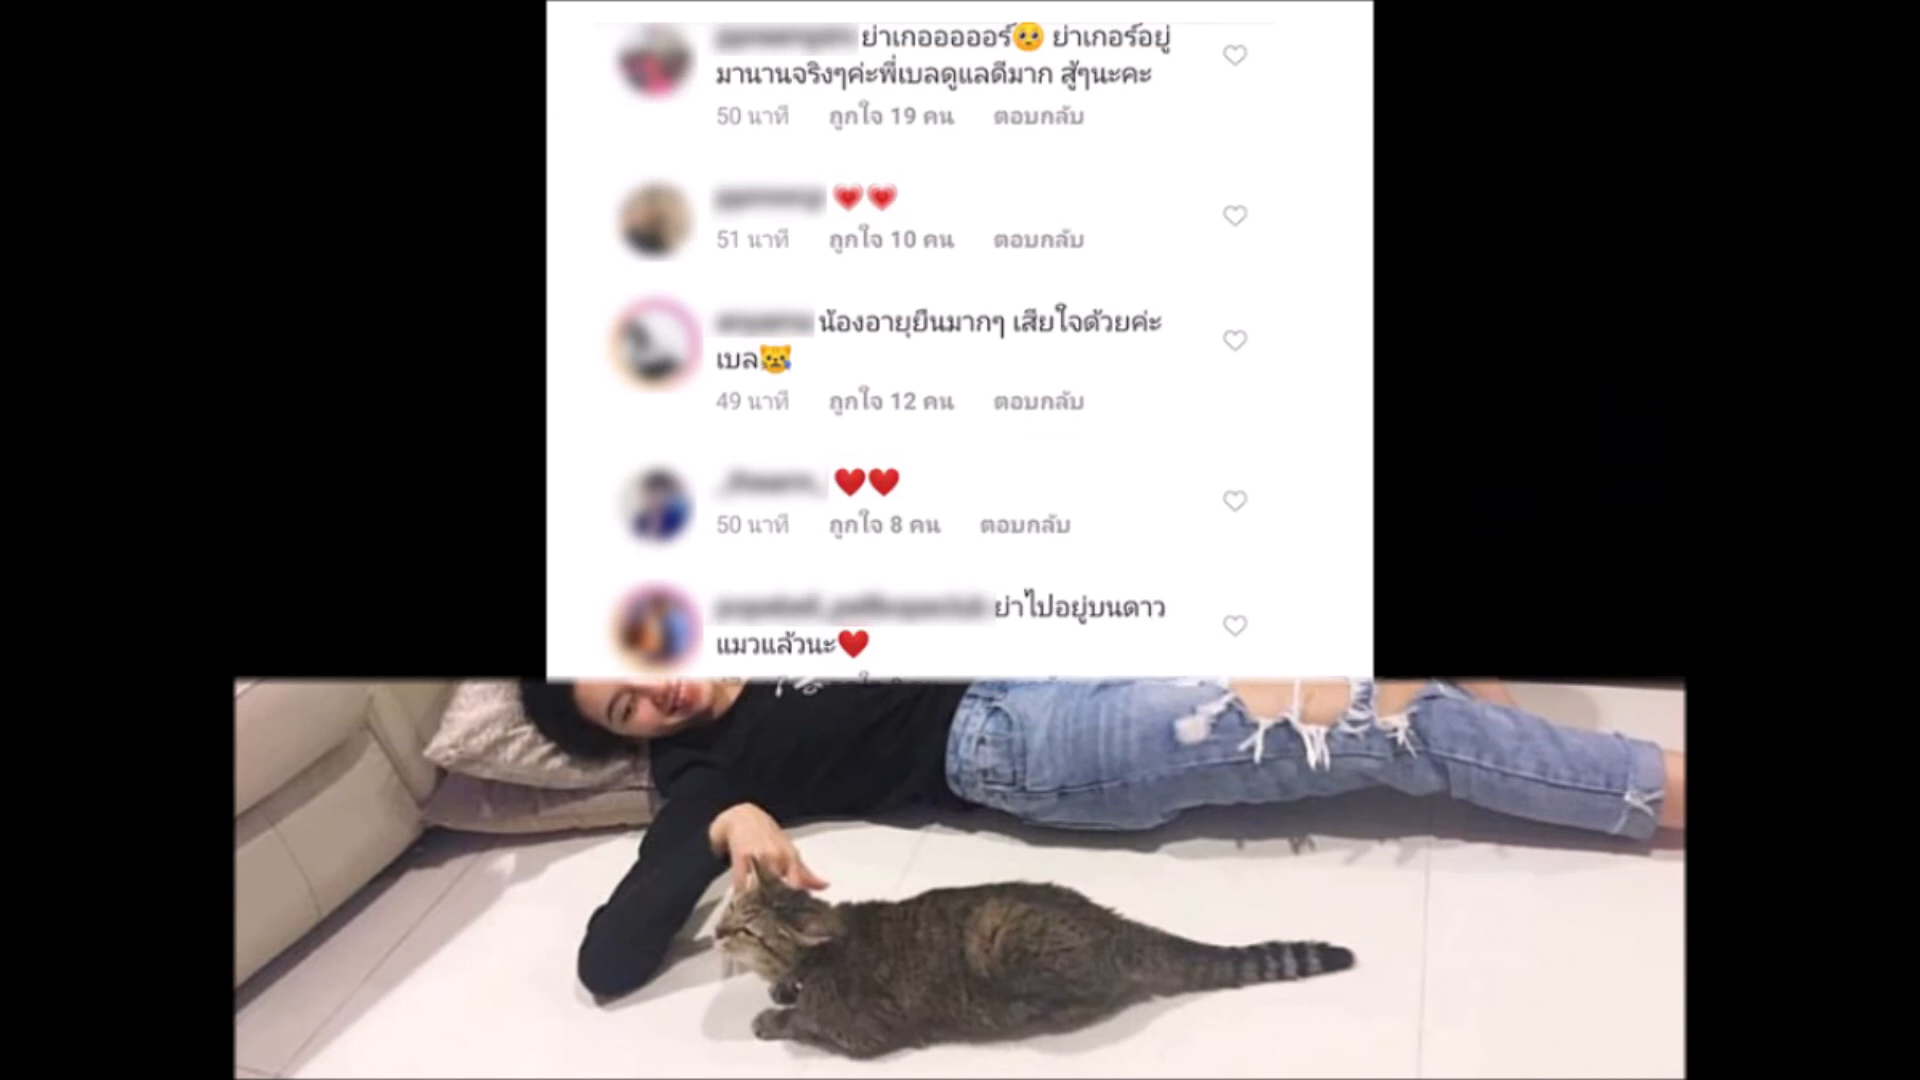 ย่าเกอออออร์🥺 ย่าเกอร์อยู่
มานานจริงๆค่ะพี่เบลดูแลดีมาก สู้ๆนะคะ
50 นาที ถูกใจ 19 คน ตอบกลับ
💗💗
51 นาที ถูกใจ 10 คน ตอบกลับ
น้องอายุยืนมากๆ เสียใจด้วยค่ะ
เบล😿
49 นาที ถูกใจ 12 คน ตอบกลับ
❤️❤️
50 นาที ถูกใจ 8 คน ตอบกลับ
ย่าไปอยู่บนดาว
แมวแล้วนะ❤️